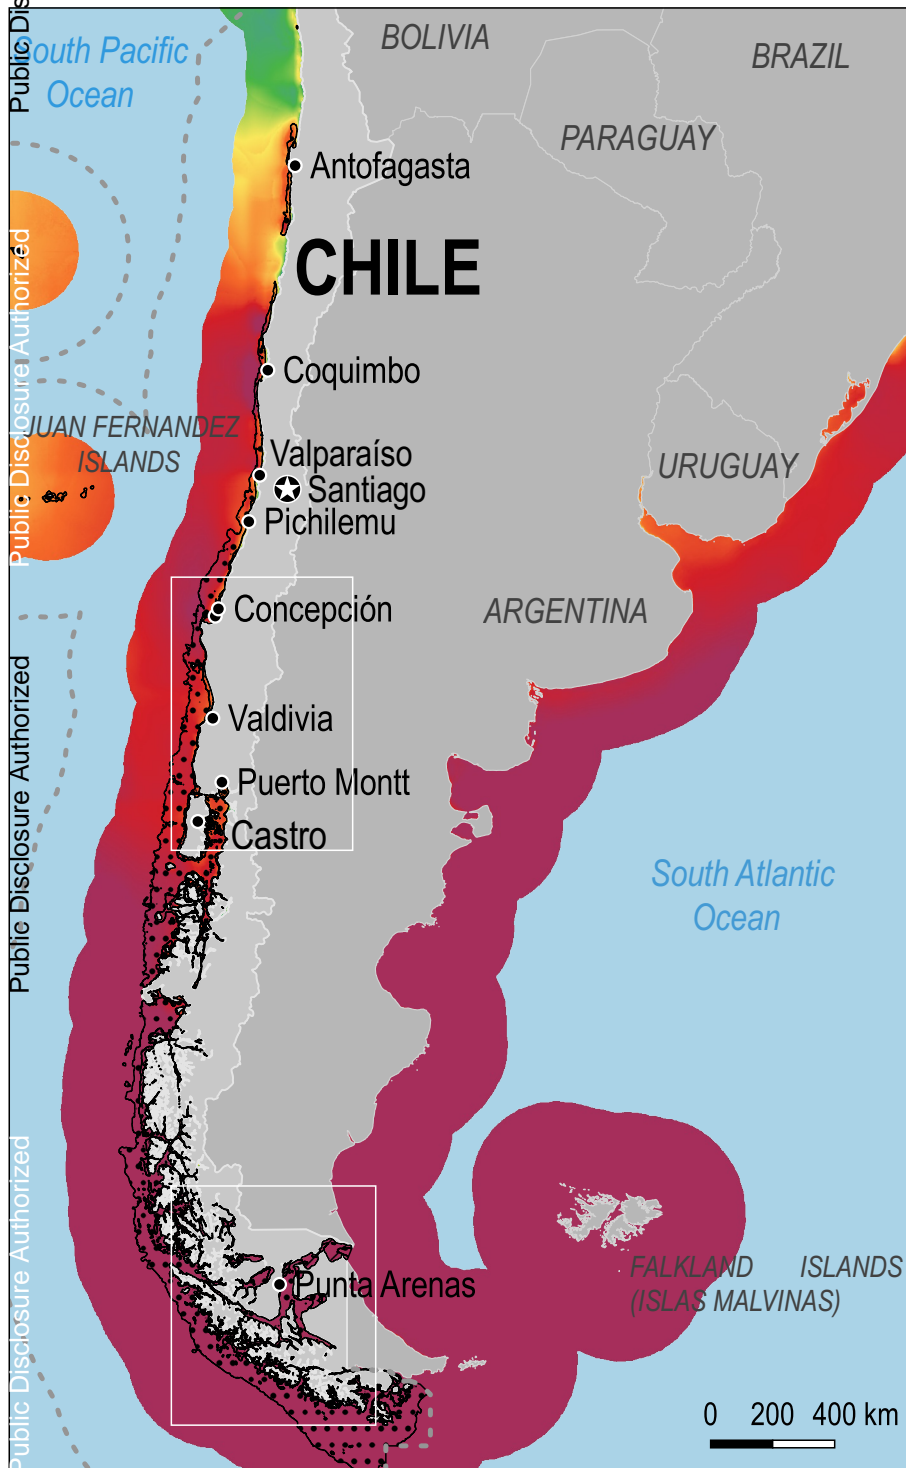 Public Dis
South Pacific
Ocean
BOLIVIA
BRAZIL
PARAGUAY
Antofagasta
CHILE
Public Disclosure Authorized
Coquimbo
JUAN FERNANDEZ
ISLANDS
Valparaíso
Santiago
Pichilemu
URUGUAY
Concepción
ARGENTINA
Valdivia
Public Disclosure Authorized
Puerto Montt
Castro
South Atlantic
Ocean
Public Disclosure Authorized
Punta Arenas
FALKLAND ISLANDS
(ISLAS MALVINAS)
0 200 400 km